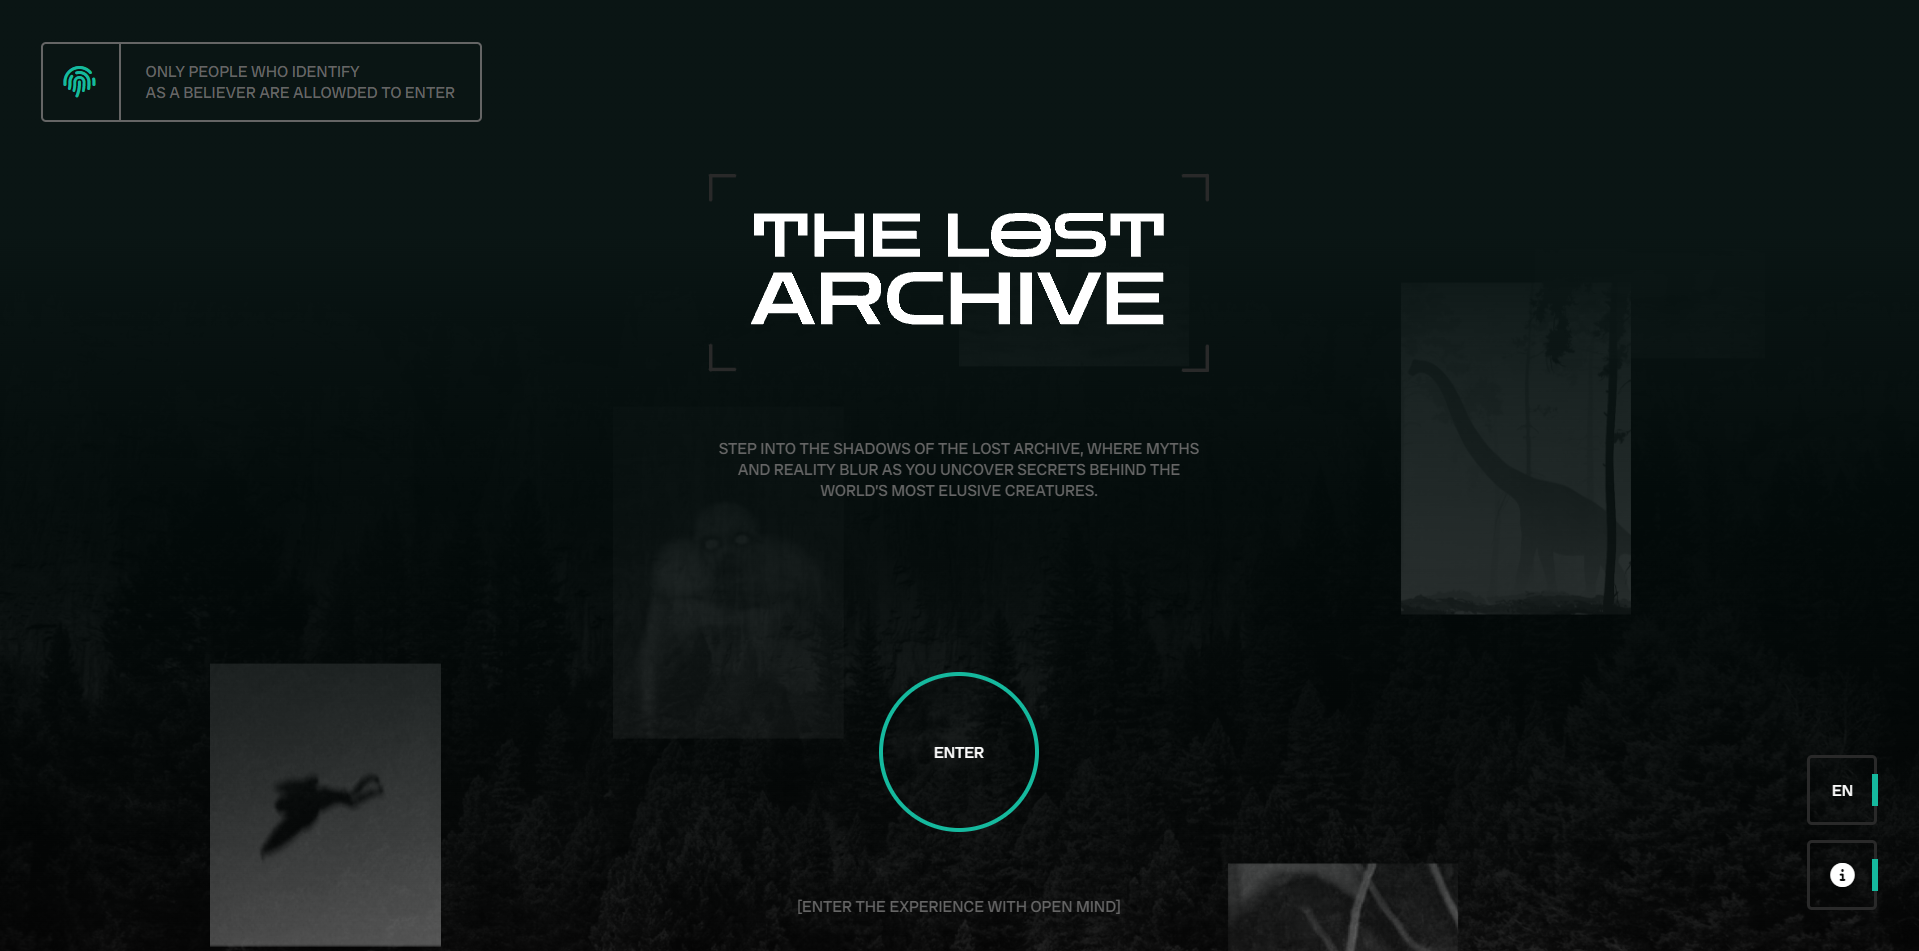 ONLY PEOPLE WHO IDENTIFY
AS A BELIEVER ARE ALLOWDED TO ENTER
THE LOST
ARCHIVE
STEP INTO THE SHADOWS OF THE LOST ARCHIVE, WHERE MYTHS
AND REALITY BLUR AS YOU UNCOVER SECRETS BEHIND THE
WORLD'S MOST ELUSIVE CREATURES.
ENTER
EN
[ENTER THE EXPERIENCE WITH OPEN MIND]